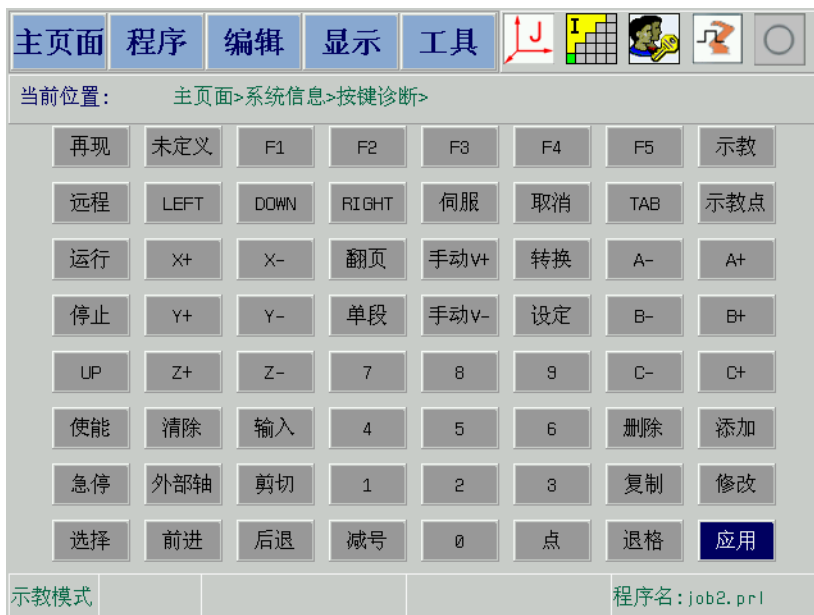 主页面 程序 编辑 显示 工具 J I
当前位置: 主页面>系统信息>按键诊断>
再现 未定义 F1 F2 F3 F4 F5 示教
远程 LEFT DOWN RIGHT 伺服 取消 TAB 示教点
运行 X+ X- 翻页 手动V+ 转换 A- A+
停止 Y+ Y- 单段 手动V- 设定 B- B+
UP Z+ Z- 7 8 9 C- C+
使能 清除 输入 4 5 6 删除 添加
急停 外部轴 剪切 1 2 3 复制 修改
选择 前进 后退 减号 0 点 退格 应用
示教模式 程序名:job2.prl